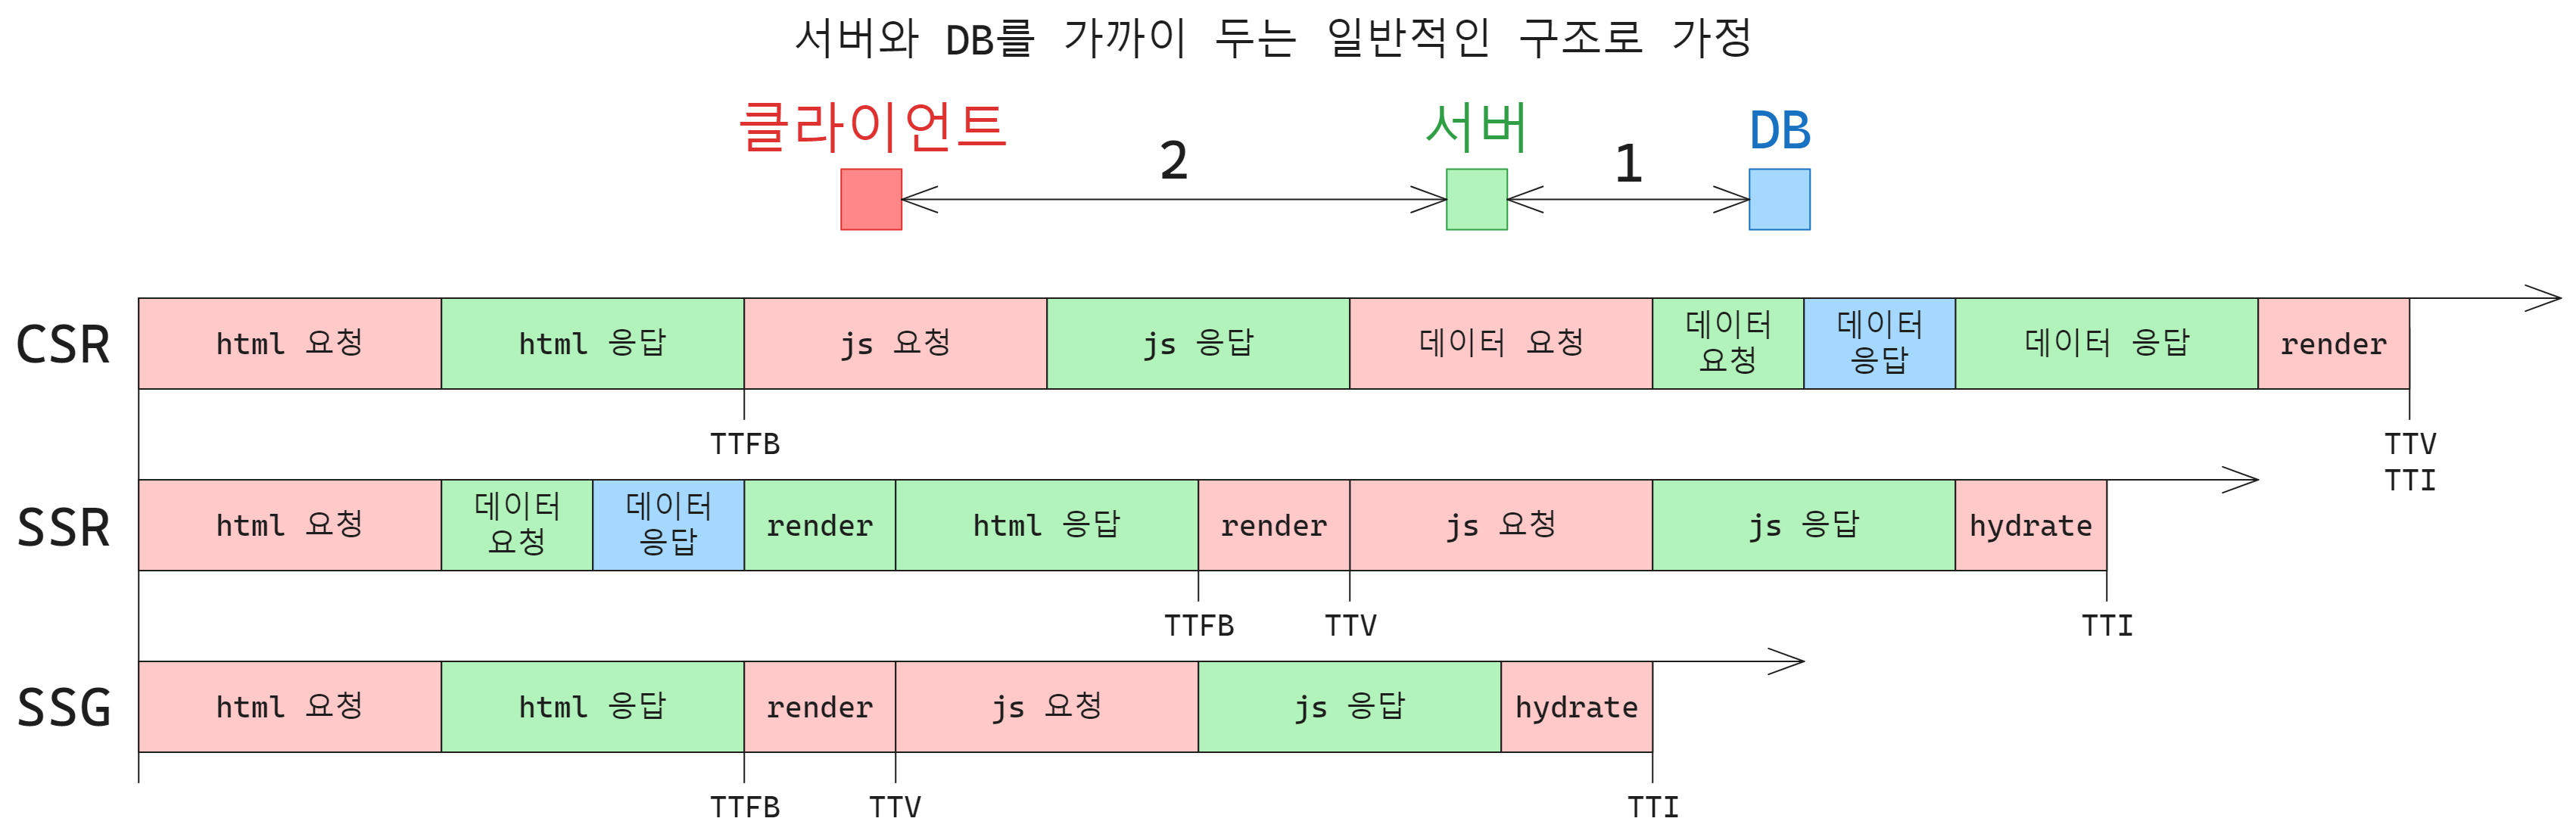 서버와 DB를 가까이 두는 일반적인 구조로 가정
클라이언트
2
서버
1
DB
CSR
html 요청
html 응답
js 요청
js 응답
데이터 요청
데이터
요청
데이터
응답
데이터 응답
render
TTFB
TTV
TTI
SSR
html 요청
데이터
요청
데이터
응답
render
html 응답
render
js 요청
js 응답
hydrate
TTFB
TTV
TTI
SSG
html 요청
html 응답
render
js 요청
js 응답
hydrate
TTFB
TTV
TTI